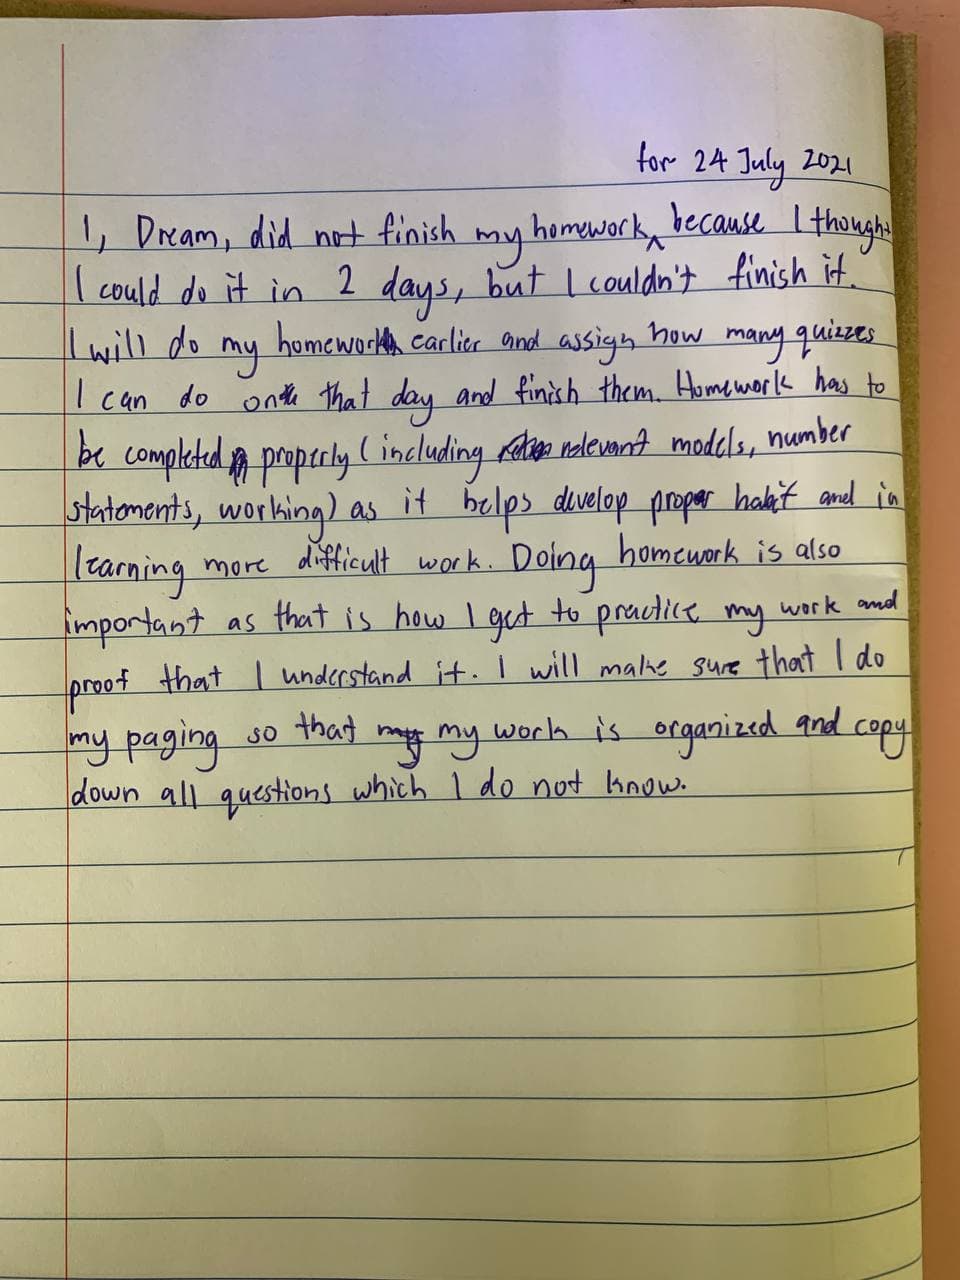 for 24 July 2021
I, Dream, did not finish my homework ^ because I thought
I could do it in 2 days, but I couldn't finish it.
I will do my homework earlier and assign how many quizzes
I can do on that day and finish them. Homework has to
be completed properly (including relevant models, number
statements, working) as it helps develop proper habit and in
learning more difficult work. Doing homework is also
important as that is how I get to practice my work and
proof that I understand it. I will make sure that I do
my paging so that my work is organized and copy
down all questions which I do not know.